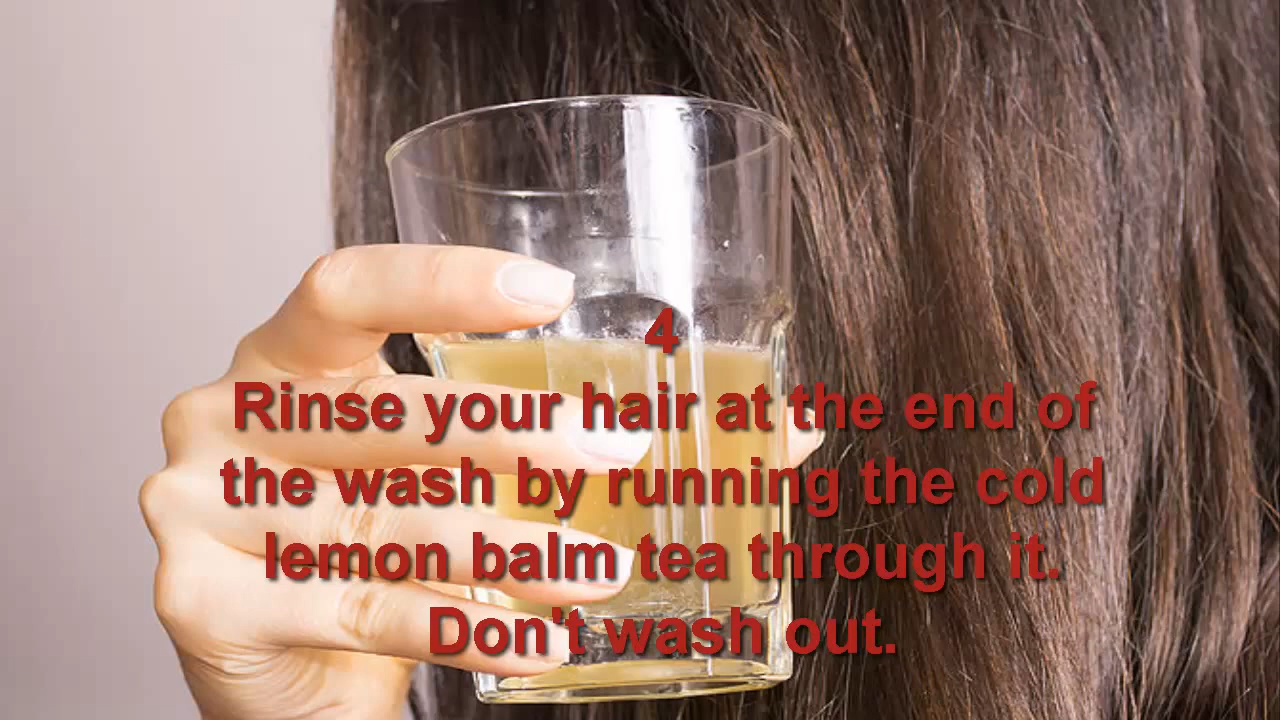 4
Rinse your hair at the end of
the wash by running the cold
lemon balm tea through it.
Don't wash out.